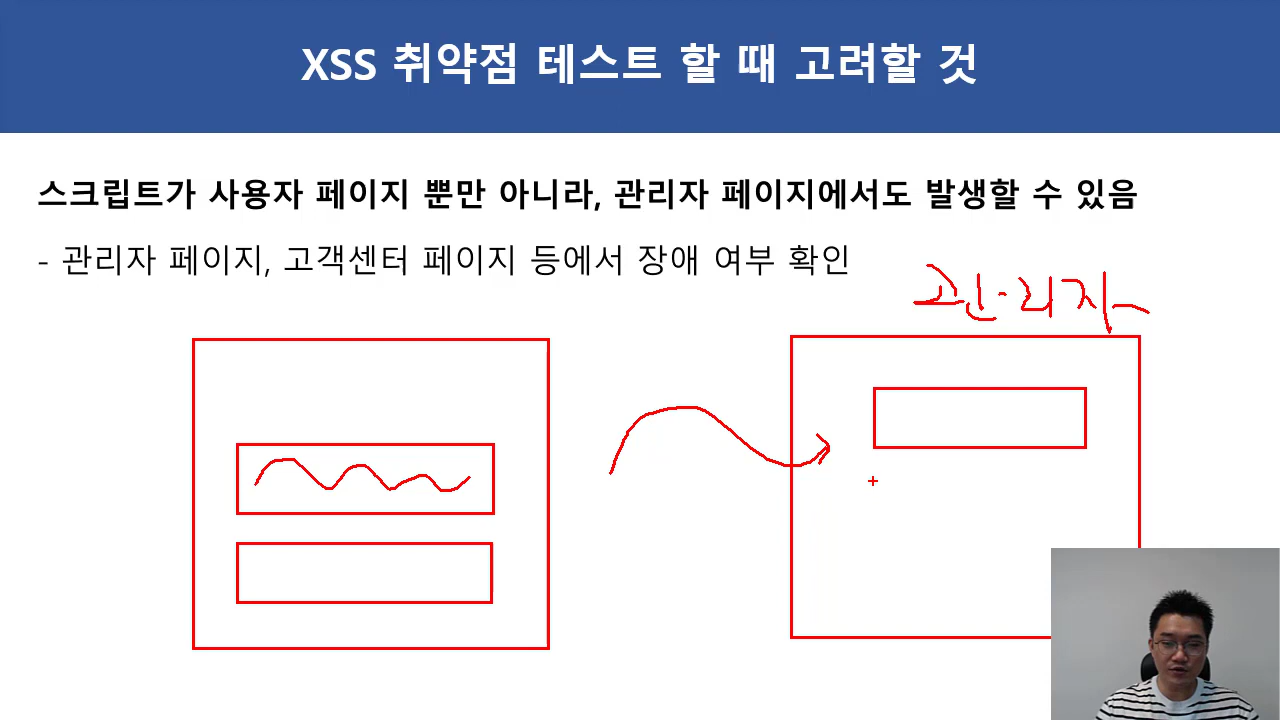 XSS 취약점 테스트 할 때 고려할 것
스크립트가 사용자 페이지 뿐만 아니라, 관리자 페이지에서도 발생할 수 있음
- 관리자 페이지, 고객센터 페이지 등에서 장애 여부 확인
관리자